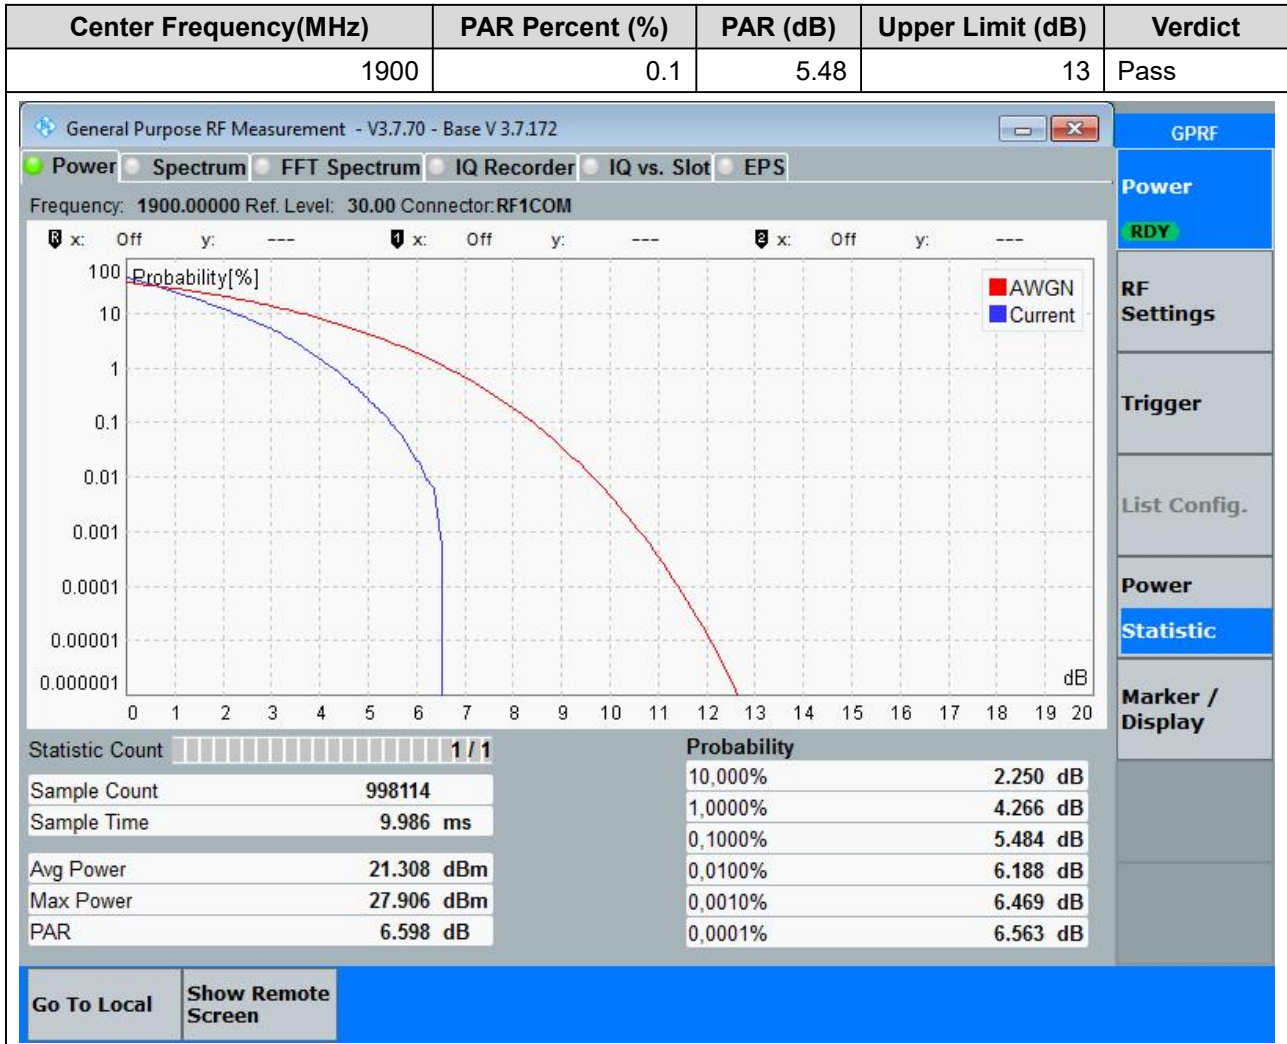 Center Frequency(MHz) PAR Percent (%) PAR (dB) Upper Limit (dB) Verdict
1900 0.1 5.48 13 Pass
General Purpose RF Measurement - V3.7.70 - Base V 3.7.172
GPRF
Power Spectrum FFT Spectrum IQ Recorder IQ vs. Slot EPS
Frequency: 1900.00000 Ref. Level: 30.00 Connector:RF1COM
R x: Off y: --- 1 x: Off y: --- 2 x: Off y: ---
Power
RDY
RF
Settings
Trigger
List Config.
Power
Statistic
Marker /
Display
Probability[%]
AWGN
Current
100
10
1
0.1
0.01
0.001
0.0001
0.00001
0.000001
dB
0 1 2 3 4 5 6 7 8 9 10 11 12 13 14 15 16 17 18 19 20
Statistic Count 1 / 1
Sample Count 998114
Sample Time 9.986 ms
Avg Power 21.308 dBm
Max Power 27.906 dBm
PAR 6.598 dB
Probability
10,000% 2.250 dB
1,0000% 4.266 dB
0,1000% 5.484 dB
0,0100% 6.188 dB
0,0010% 6.469 dB
0,0001% 6.563 dB
Go To Local
Show Remote
Screen